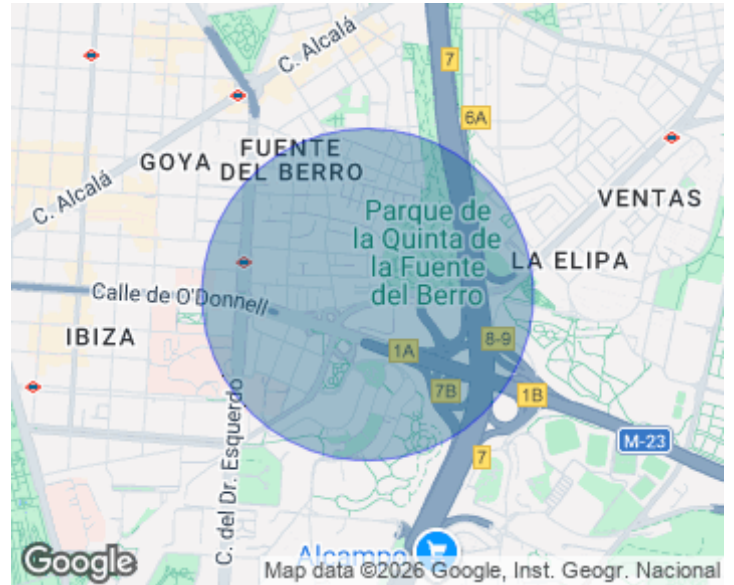 C. Alcalá
7
6A
GOYA
FUENTE
DEL BERRO
C. Alcalá
VENTAS
Parque de
la Quinta de
la Fuente
del Berro
LA ELIPA
Calle de O'Donnell
IBIZA
1A
8-9
7B
1B
M-23
C. del Dr. Esquerdo
7
Alcampo
Google
Map data ©2026 Google, Inst. Geogr. Nacional